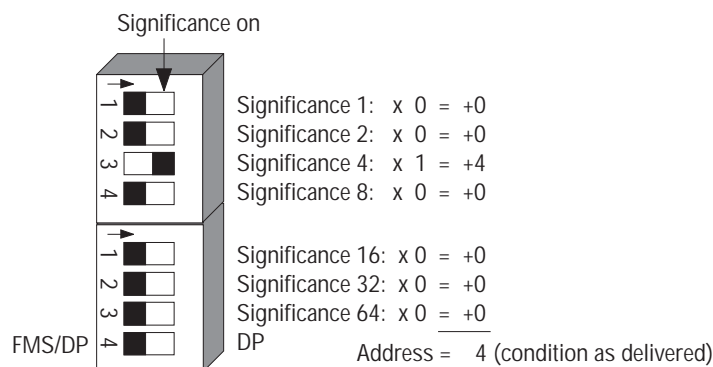 Significance on
1 Significance 1: x 0 = +0
2 Significance 2: x 0 = +0
3 Significance 4: x 1 = +4
4 Significance 8: x 0 = +0
1 Significance 16: x 0 = +0
2 Significance 32: x 0 = +0
3 Significance 64: x 0 = +0
FMS/DP 4 DP
Address = 4 (condition as delivered)